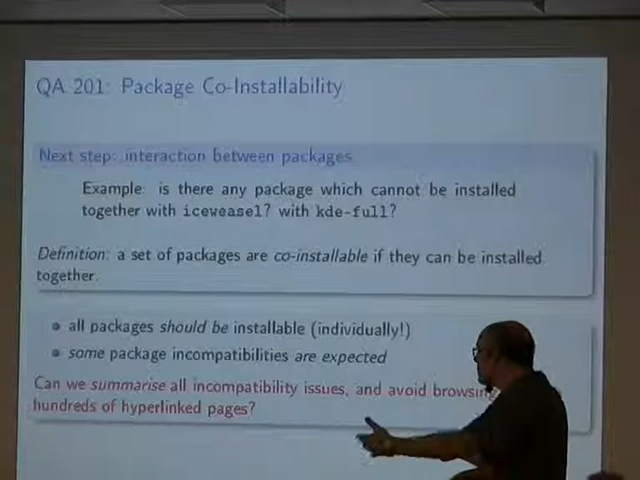 QA 201: Package Co-Installability
Next step: interaction between packages
Example: is there any package which cannot be installed
together with iceweasel? with kde-full?
Definition: a set of packages are co-installable if they can be installed
together.
all packages should be installable (individually!)
some package incompatibilities are expected
Can we summarise all incompatibility issues, and avoid browsing
hundreds of hyperlinked pages?